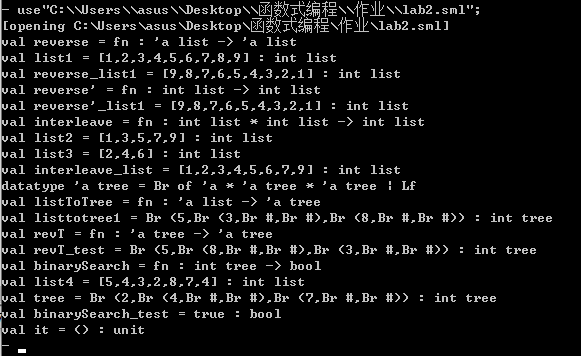 - use"C:\\Users\\asus\\Desktop\\函数式编程\\作业\\lab2.sml";
[opening C:\Users\asus\Desktop\函数式编程\作业\lab2.sml]
val reverse = fn : 'a list -> 'a list
val list1 = [1,2,3,4,5,6,7,8,9] : int list
val reverse_list1 = [9,8,7,6,5,4,3,2,1] : int list
val reverse' = fn : int list -> int list
val reverse'_list1 = [9,8,7,6,5,4,3,2,1] : int list
val interleave = fn : int list * int list -> int list
val list2 = [1,3,5,7,9] : int list
val list3 = [2,4,6] : int list
val interleave_list = [1,2,3,4,5,6,7,9] : int list
datatype 'a tree = Br of 'a * 'a tree * 'a tree | Lf
val listToTree = fn : 'a list -> 'a tree
val listtotree1 = Br (5,Br (3,Br #,Br #),Br (8,Br #,Br #)) : int tree
val revT = fn : 'a tree -> 'a tree
val revT_test = Br (5,Br (8,Br #,Br #),Br (3,Br #,Br #)) : int tree
val binarySearch = fn : int tree -> bool
val list4 = [5,4,3,2,8,7,4] : int list
val tree = Br (2,Br (4,Br #,Br #),Br (7,Br #,Br #)) : int tree
val binarySearch_test = true : bool
val it = () : unit
-